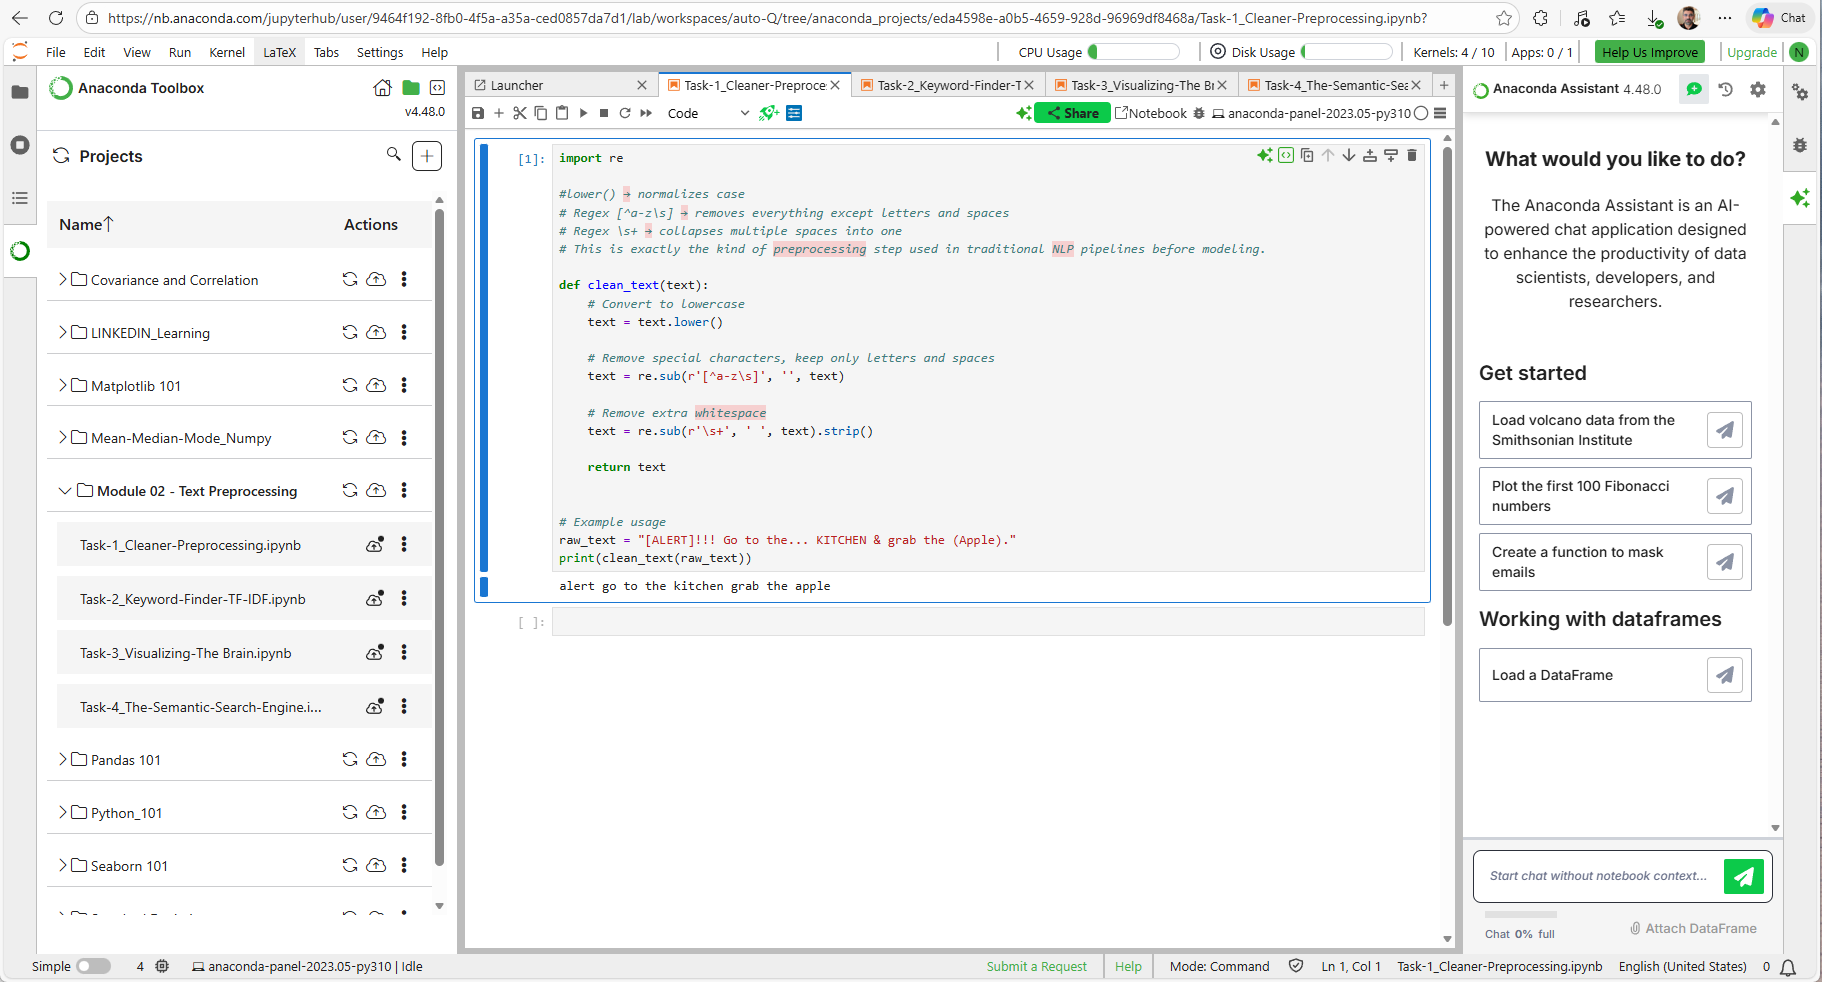 https://nb.anaconda.com/jupyterhub/user/9464f192-8fb0-4f5a-a35a-ced0857da7d1/lab/workspaces/auto-Q/tree/anaconda_projects/eda4598e-a0b5-4659-928d-96969df8468a/Task-1_Cleaner-Preprocessing.ipynb?
Chat
File Edit View Run Kernel LaTeX Tabs Settings Help
CPU Usage Disk Usage Kernels: 4 / 10 Apps: 0 / 1 Help Us Improve Upgrade N
Anaconda Toolbox
v4.48.0
Projects
Name Actions
Covariance and Correlation
LINKEDIN_Learning
Matplotlib 101
Mean-Median-Mode_Numpy
Module 02 - Text Preprocessing
Task-1_Cleaner-Preprocessing.ipynb
Task-2_Keyword-Finder-TF-IDF.ipynb
Task-3_Visualizing-The Brain.ipynb
Task-4_The-Semantic-Search-Engine.i...
Pandas 101
Python_101
Seaborn 101
Launcher
Task-1_Cleaner-Preproce
Task-2_Keyword-Finder-T
Task-3_Visualizing-The Br
Task-4_The-Semantic-Sea
Code Share Notebook anaconda-panel-2023.05-py310
[1]:
import re
#lower() → normalizes case
# Regex [^a-z\s] → removes everything except letters and spaces
# Regex \s+ → collapses multiple spaces into one
# This is exactly the kind of preprocessing step used in traditional NLP pipelines before modeling.
def clean_text(text):
# Convert to lowercase
text = text.lower()
# Remove special characters, keep only letters and spaces
text = re.sub(r'[^a-z\s]', '', text)
# Remove extra whitespace
text = re.sub(r'\s+', ' ', text).strip()
return text
# Example usage
raw_text = "[ALERT]!!! Go to the... KITCHEN & grab the (Apple)."
print(clean_text(raw_text))
alert go to the kitchen grab the apple
[ ]:
Anaconda Assistant 4.48.0
What would you like to do?
The Anaconda Assistant is an AI-
powered chat application designed
to enhance the productivity of data
scientists, developers, and
researchers.
Get started
Load volcano data from the
Smithsonian Institute
Plot the first 100 Fibonacci
numbers
Create a function to mask
emails
Working with dataframes
Load a DataFrame
Start chat without notebook context...
Chat 0% full
Attach DataFrame
Simple 4 anaconda-panel-2023.05-py310 | Idle
Submit a Request Help Mode: Command Ln 1, Col 1 Task-1_Cleaner-Preprocessing.ipynb English (United States) 0